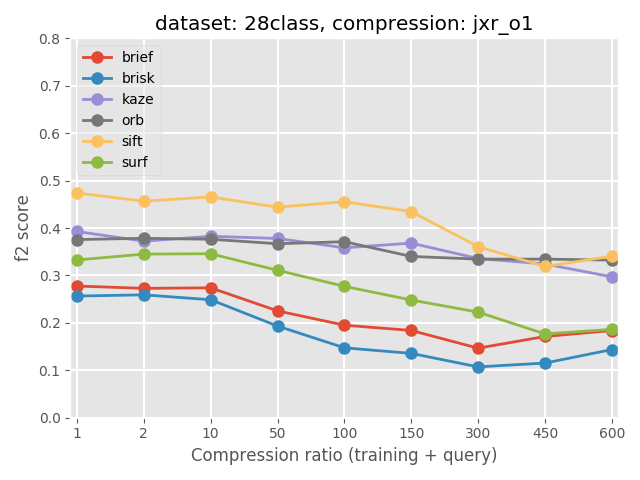 dataset: 28class, compression: jxr_o1
0.8
0.7
0.6
0.5
0.4
0.3
0.2
0.1
0.0
f2 score
brief
brisk
kaze
orb
sift
surf
1 2 10 50 100 150 300 450 600
Compression ratio (training + query)